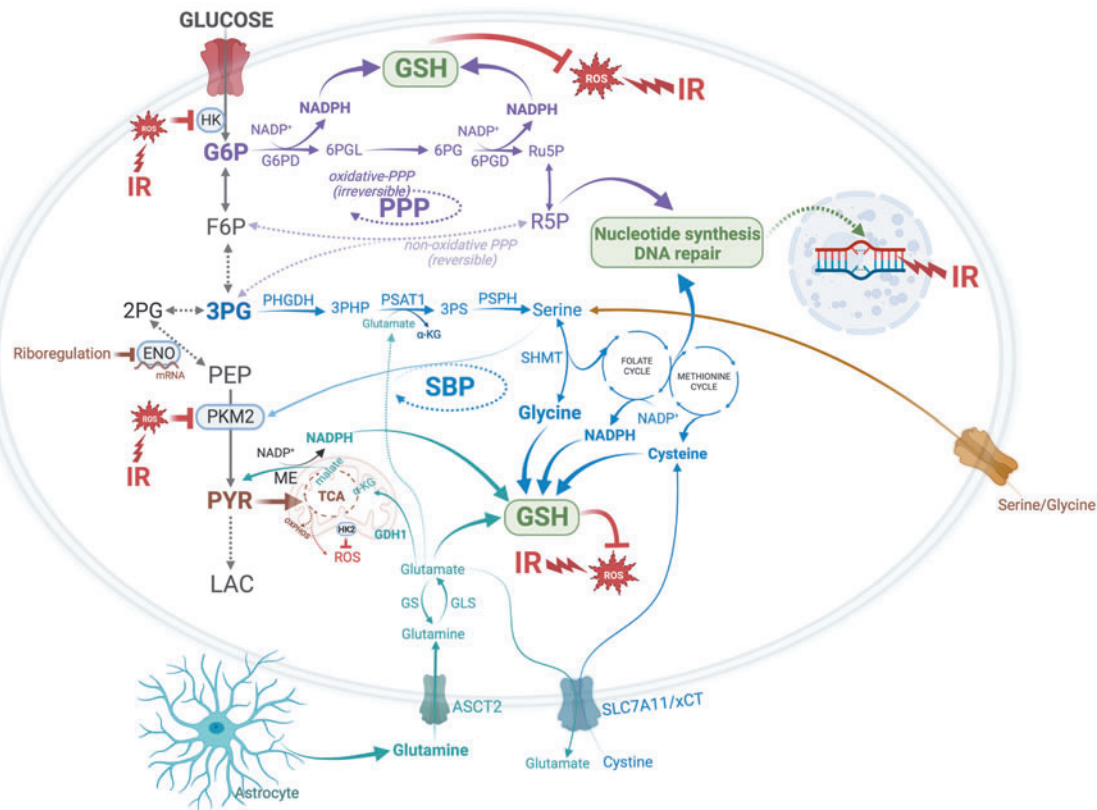 GLUCOSE
GSH
ROS
IR
ROS
HK
IR
NADPH
NADPH
NADP⁺
NADP⁺
G6P
G6PD
6PGL
6PG
6PGD
Ru5P
oxidative-PPP
(irreversible)
PPP
F6P
R5P
non-oxidative PPP
(reversible)
Nucleotide synthesis
DNA repair
IR
2PG
3PG
PHGDH
3PHP
PSAT1
3PS
PSPH
Serine
Glutamate
α-KG
Riboregulation
ENO
mRNA
PEP
SHMT
FOLATE
CYCLE
METHIONINE
CYCLE
SBP
ROS
PKM2
IR
Glycine
NADP⁺
NADPH
Cysteine
NADPH
NADP⁺
ME
malate
α-KG
TCA
PYR
OXPHOS
HK2
ROS
GDH1
GSH
IR
ROS
Serine/Glycine
LAC
Glutamate
GS
GLS
Glutamine
ASCT2
SLC7A11/xCT
Glutamine
Glutamate
Cystine
Astrocyte